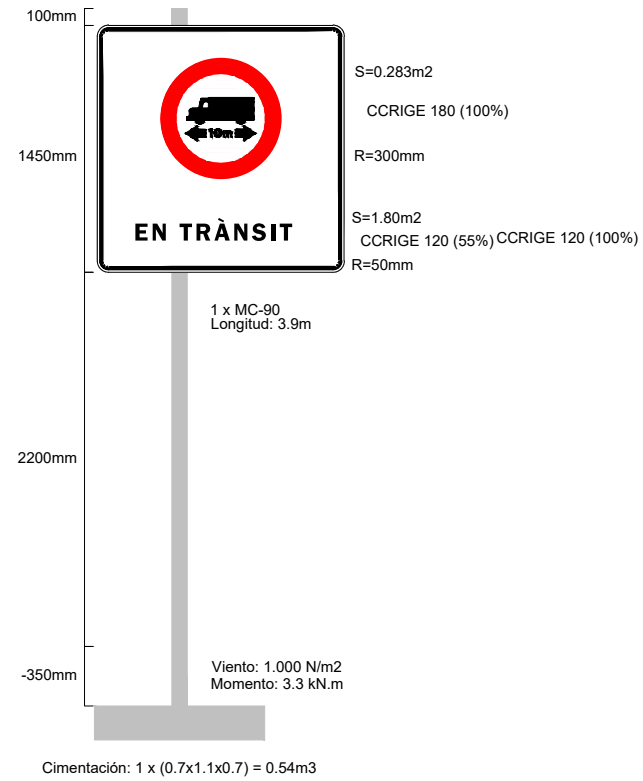 100mm
S=0.283m2
CCRIGE 180 (100%)
10m
1450mm
R=300mm
S=1.80m2
EN TRÀNSIT
CCRIGE 120 (55%) CCRIGE 120 (100%)
R=50mm
1 x MC-90
Longitud: 3.9m
2200mm
Viento: 1.000 N/m2
-350mm
Momento: 3.3 kN.m
Cimentación: 1 x (0.7x1.1x0.7) = 0.54m3